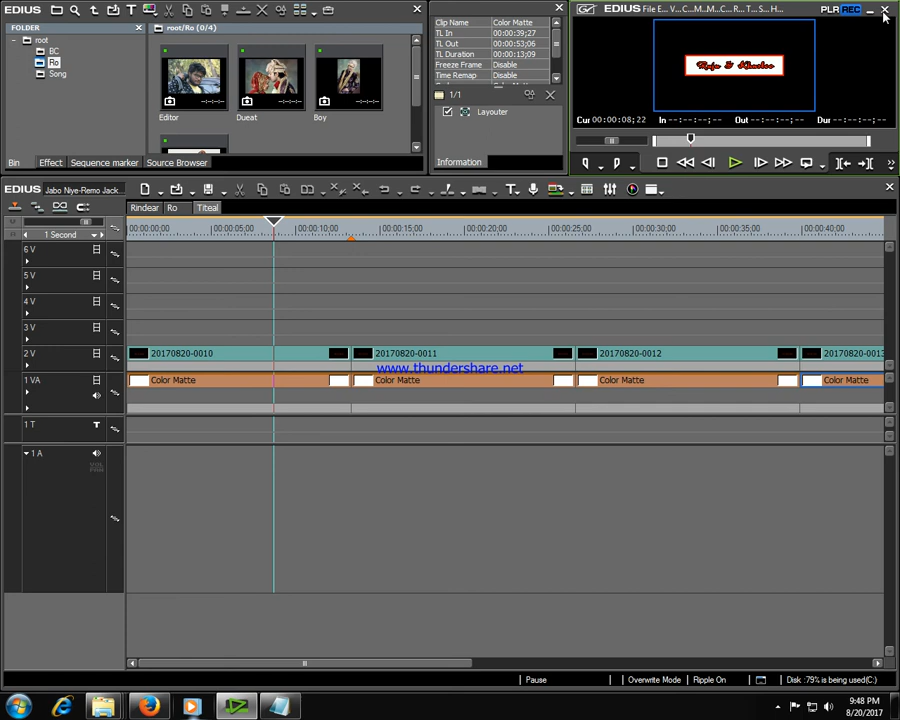 EDIUS
FOLDER
root
BC
Ro
Song
root/Ro (0/4)
Editor
Dueat
Boy
Bin Effect Sequence marker Source Browser
Clip Name Color Matte
TL In 00:00:39;27
TL Out 00:00:53;06
TL Duration 00:00:13;09
Freeze Frame Disable
Time Remap Disable
1/1
Layouter
Information
EDIUS File E... V...C...M...M...C... R... T... S... H... PLR REC
Cur 00:00:08;22 In --:--:--;-- Out --:--:--;-- Dur --:--:--;--
EDIUS Jabo Niye-Remo Jack...
Rindear Ro Titeal
1 Second
00:00:00;00 00:00:05;00 00:00:10;00 00:00:15;00 00:00:20;00 00:00:25;00 00:00:30;00 00:00:35;00 00:00:40;00
6 V
5 V
4 V
3 V
2 V 20170820-0010 20170820-0011 20170820-0012 20170820-0013
www.thundershare.net
1 VA Color Matte Color Matte Color Matte Color Matte
1 T T
1 A
VOL
PAN
Pause Overwrite Mode Ripple On Disk :79% is being used(C:)
9:48 PM
8/20/2017